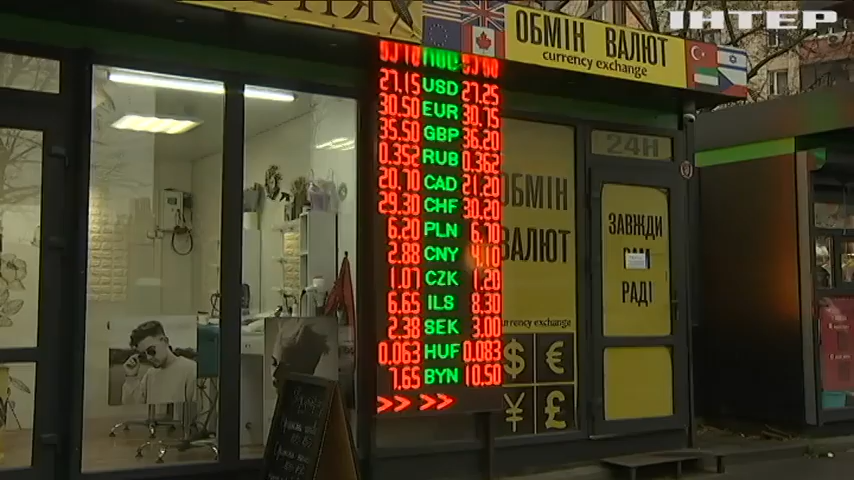 ІНТЕР
ОБМІН ВАЛЮТ
currency exchange
27.15 USD 27.25
30.50 EUR 30.75
35.50 GBP 36.20
0.352 RUB 0.362
20.70 CAD 21.20
29.30 CHF 30.20
6.20 PLN 6.70
2.88 CNY 4.10
1.07 CZK 1.20
6.65 ILS 8.30
2.38 SEK 3.00
0.063 HUF 0.083
7.65 BYN 10.50
>> >>
24H
ОБМІН
ВАЛЮТ
currency exchange
$ €
¥ £
ЗАВЖДИ
РАДІ